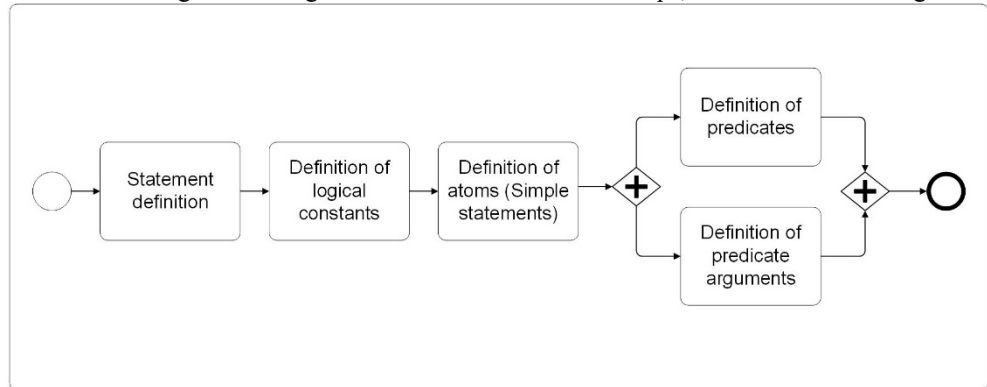 Statement
definition
Definition of
logical
constants
Definition of
atoms (Simple
statements)
Definition of
predicates
Definition of
predicate
arguments